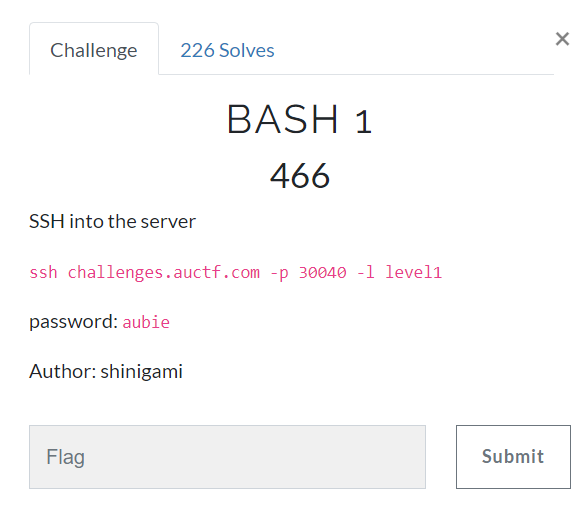 Challenge 226 Solves ×
BASH 1
466
SSH into the server
ssh challenges.auctf.com -p 30040 -l level1
password: aubie
Author: shinigami
Flag Submit